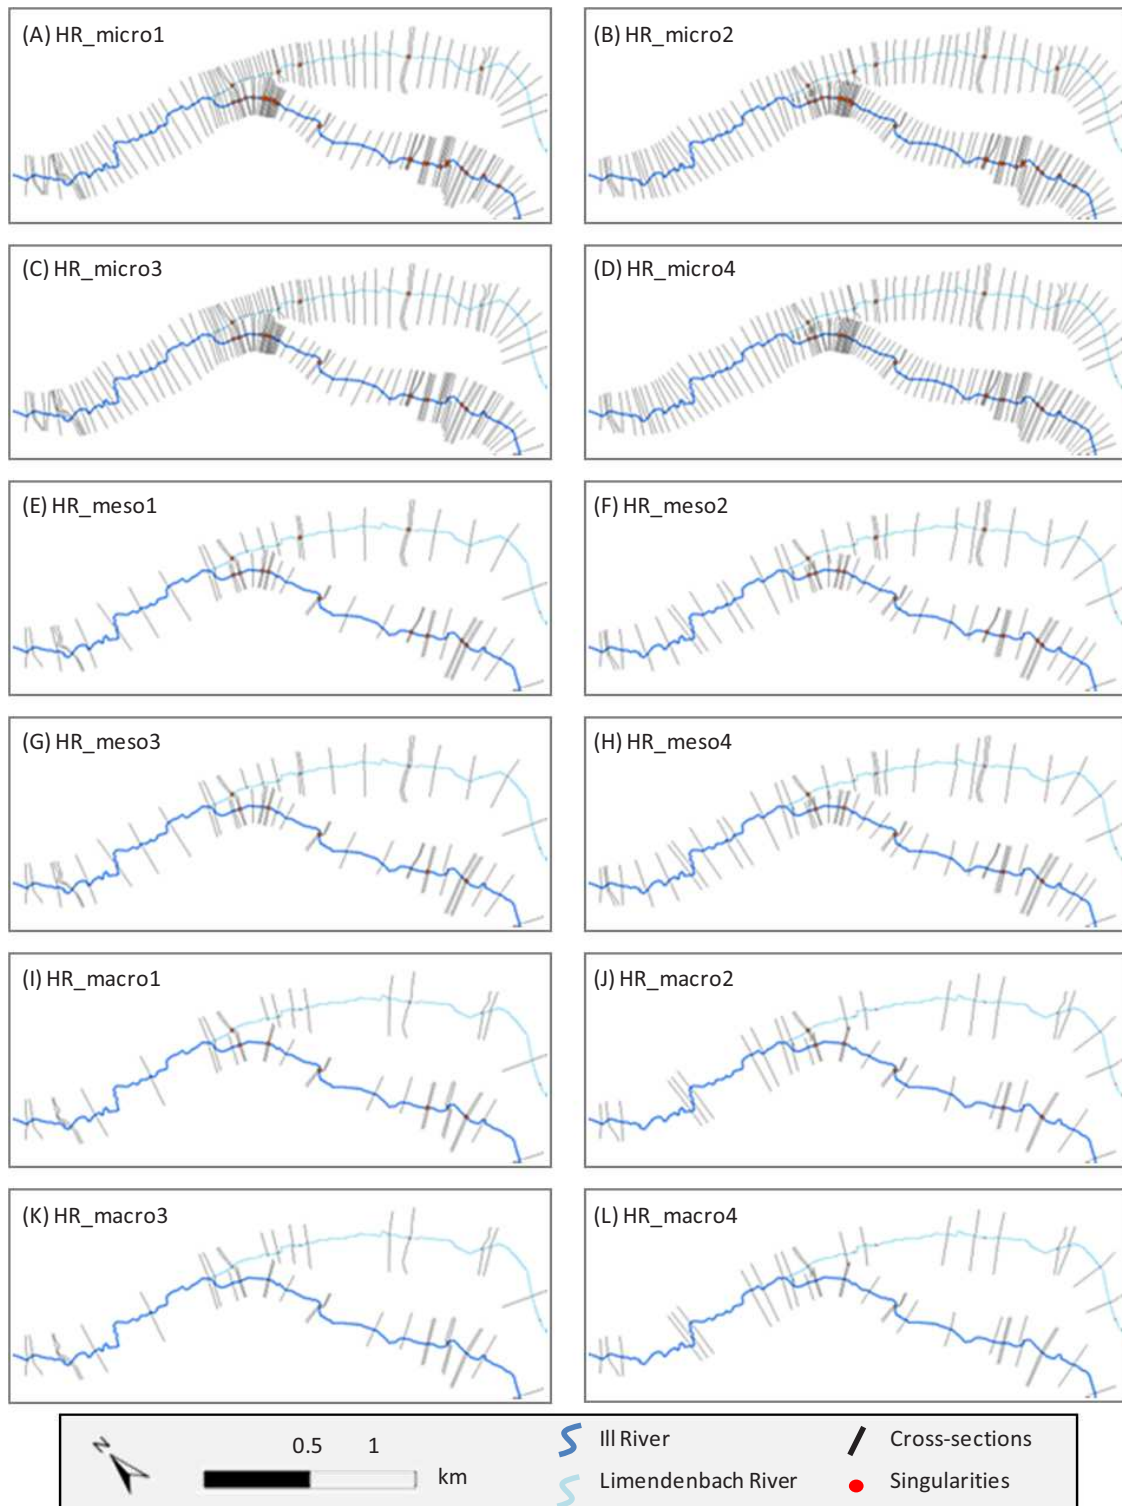 (A) HR_micro1
(B) HR_micro2
(C) HR_micro3
(D) HR_micro4
(E) HR_meso1
(F) HR_meso2
(G) HR_meso3
(H) HR_meso4
(I) HR_macro1
(J) HR_macro2
(K) HR_macro3
(L) HR_macro4
N
0.5 1
km
Ill River
Limendenbach River
Cross-sections
Singularities